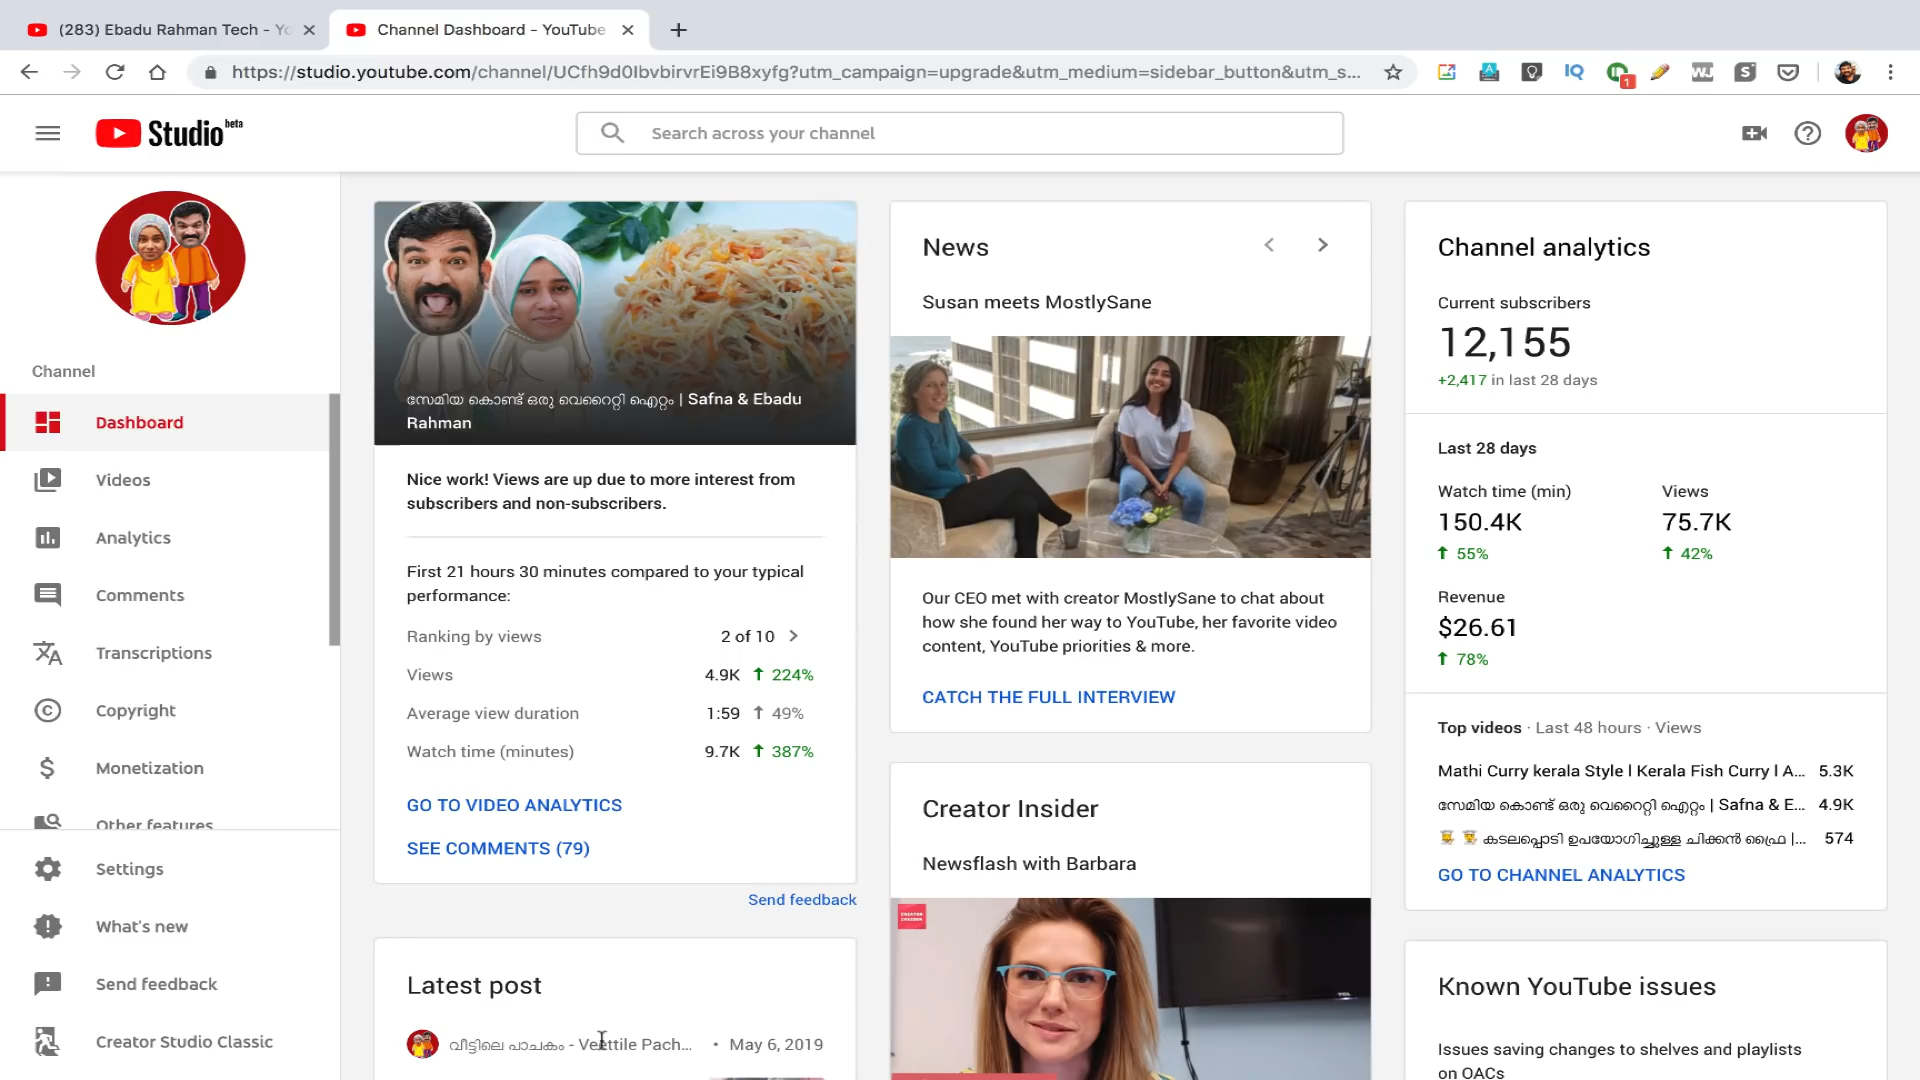 (283) Ebadu Rahman Tech - Yo
Channel Dashboard - YouTube
https://studio.youtube.com/channel/UCfh9d0IbvbirvrEi9B8xyfg?utm_campaign=upgrade&utm_medium=sidebar_button&utm_s...
Studio beta
Search across your channel
Channel
Dashboard
Videos
Analytics
Comments
Transcriptions
Copyright
Monetization
Other features
Settings
What's new
Send feedback
Creator Studio Classic
സേമിയ കൊണ്ട് ഒരു വെറൈറ്റി ഐറ്റം | Safna & Ebadu
Rahman
Nice work! Views are up due to more interest from
subscribers and non-subscribers.
First 21 hours 30 minutes compared to your typical
performance:
Ranking by views 2 of 10
Views 4.9K 224%
Average view duration 1:59 49%
Watch time (minutes) 9.7K 387%
GO TO VIDEO ANALYTICS
SEE COMMENTS (79)
Send feedback
Latest post
വീട്ടിലെ പാചകം - Veettile Pach... • May 6, 2019
News
Susan meets MostlySane
Our CEO met with creator MostlySane to chat about
how she found her way to YouTube, her favorite video
content, YouTube priorities & more.
CATCH THE FULL INTERVIEW
Creator Insider
Newsflash with Barbara
CREATOR
INSIDER
TCL
Channel analytics
Current subscribers
12,155
+2,417 in last 28 days
Last 28 days
Watch time (min) Views
150.4K 75.7K
55% 42%
Revenue
$26.61
78%
Top videos · Last 48 hours · Views
Mathi Curry kerala Style l Kerala Fish Curry l A... 5.3K
സേമിയ കൊണ്ട് ഒരു വെറൈറ്റി ഐറ്റം | Safna & E... 4.9K
കടലപ്പൊടി ഉപയോഗിച്ചുള്ള ചിക്കൻ ഫ്രൈ |... 574
GO TO CHANNEL ANALYTICS
Known YouTube issues
Issues saving changes to shelves and playlists
on OACs